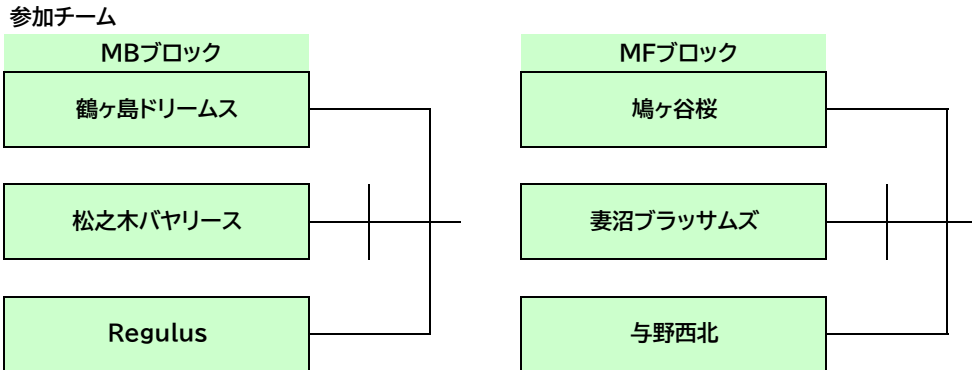 参加チーム
MBブロック
MFブロック
鶴ヶ島ドリームス
鳩ヶ谷桜
松之木バヤリース
妻沼ブラッサムズ
Regulus
与野西北